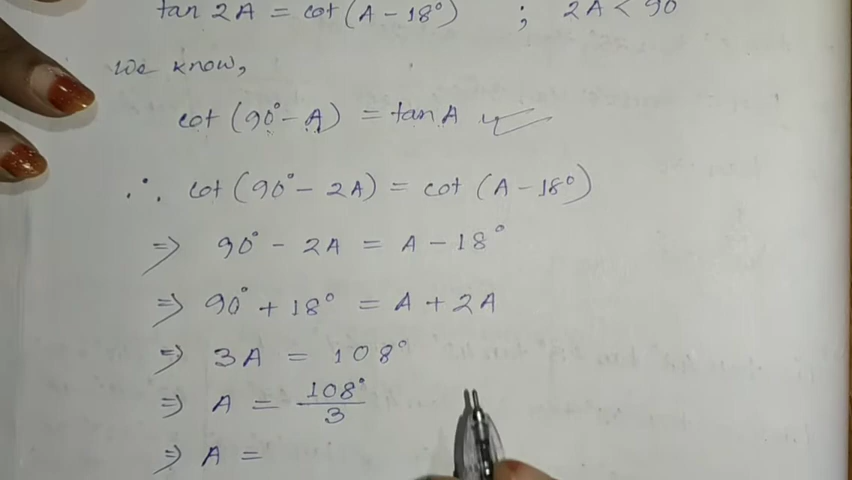 tan 2A = cot (A - 18°) ; 2A < 90
We know,
cot (90° - A) = tan A
∴ cot (90° - 2A) = cot (A - 18°)
⇒ 90° - 2A = A - 18°
⇒ 90° + 18° = A + 2A
⇒ 3A = 108°
⇒ A = 108°/3
⇒ A =